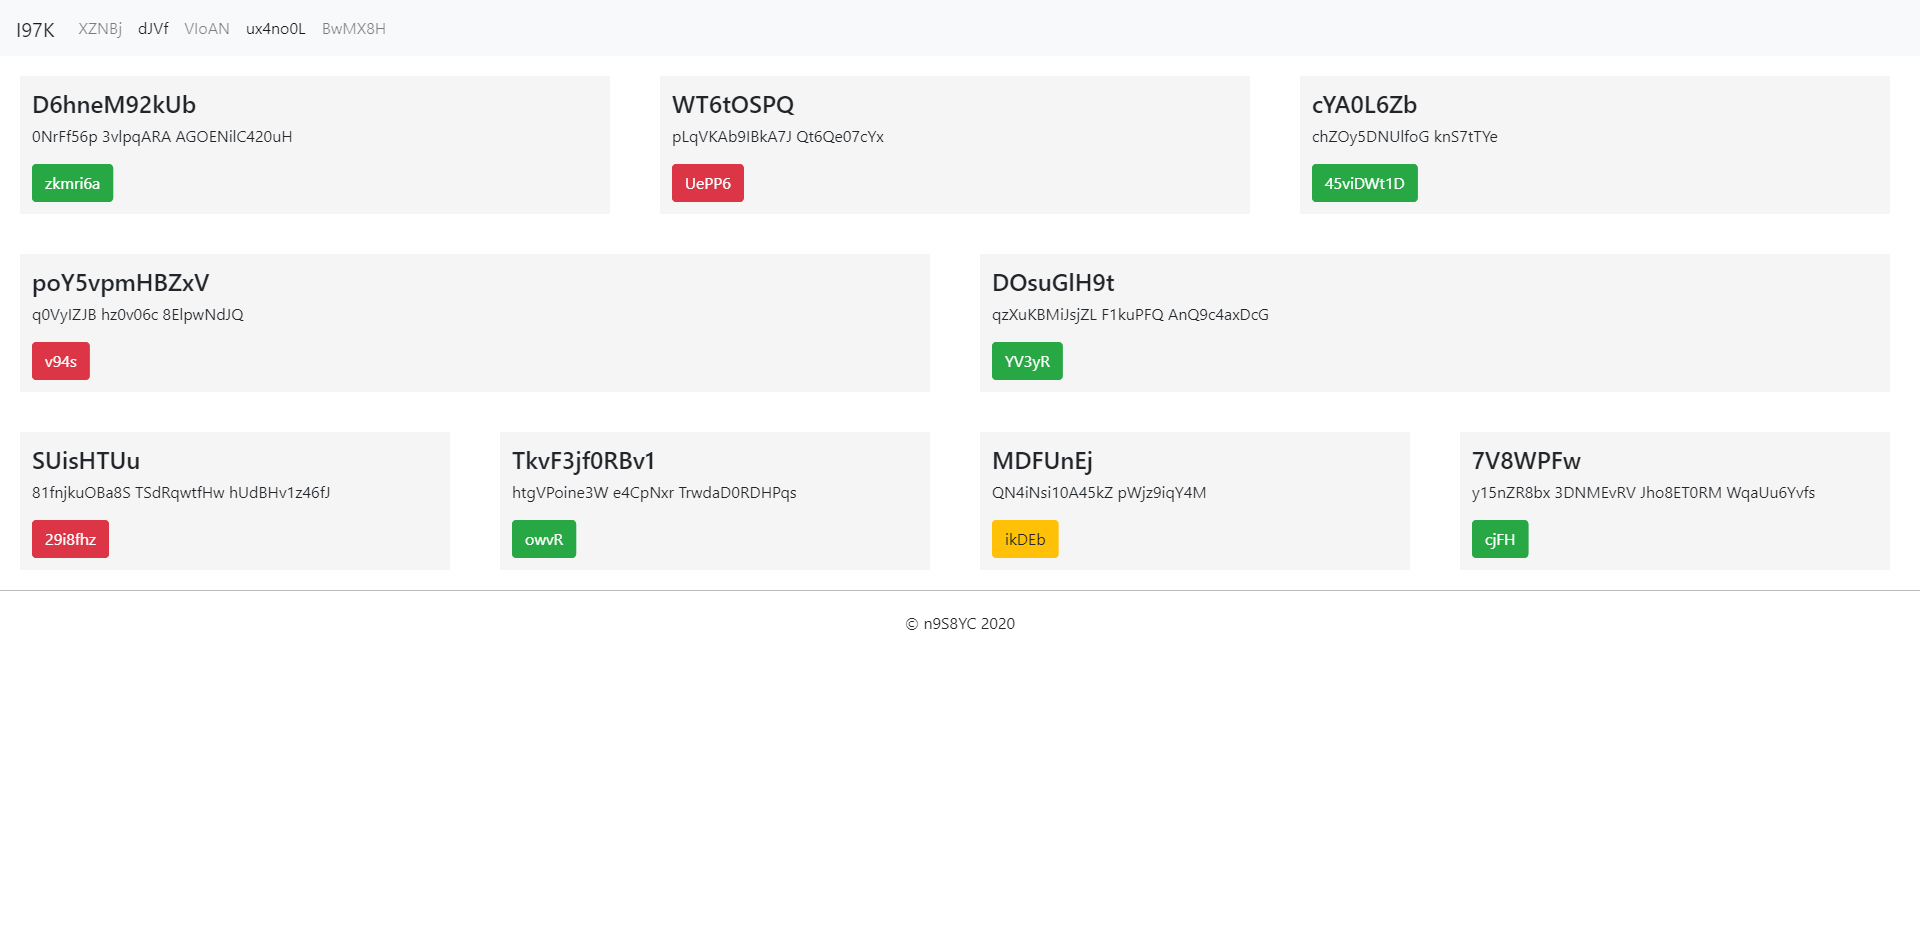 I97K XZNBj dJVf VIoAN ux4no0L BwMX8H
D6hneM92kUb
0NrFf56p 3vlpqARA AGOENilC420uH
zkmri6a
WT6tOSPQ
pLqVKAb9IBkA7J Qt6Qe07cYx
UePP6
cYA0L6Zb
chZOy5DNUlfoG knS7tTYe
45viDWt1D
poY5vpmHBZxV
q0VyIZJB hz0v06c 8ElpwNdJQ
v94s
DOsuGlH9t
qzXuKBMiJsjZL F1kuPFQ AnQ9c4axDcG
YV3yR
SUisHTUu
81fnjkuOBa8S TSdRqwtfHw hUdBHv1z46fJ
29i8fhz
TkvF3jf0RBv1
htgVPoine3W e4CpNxr TrwdaD0RDHPqs
owvR
MDFUnEj
QN4iNsi10A45kZ pWjz9iqY4M
ikDEb
7V8WPFw
y15nZR8bx 3DNMEvRV Jho8ET0RM WqaUu6Yvfs
cjFH
© n9S8YC 2020